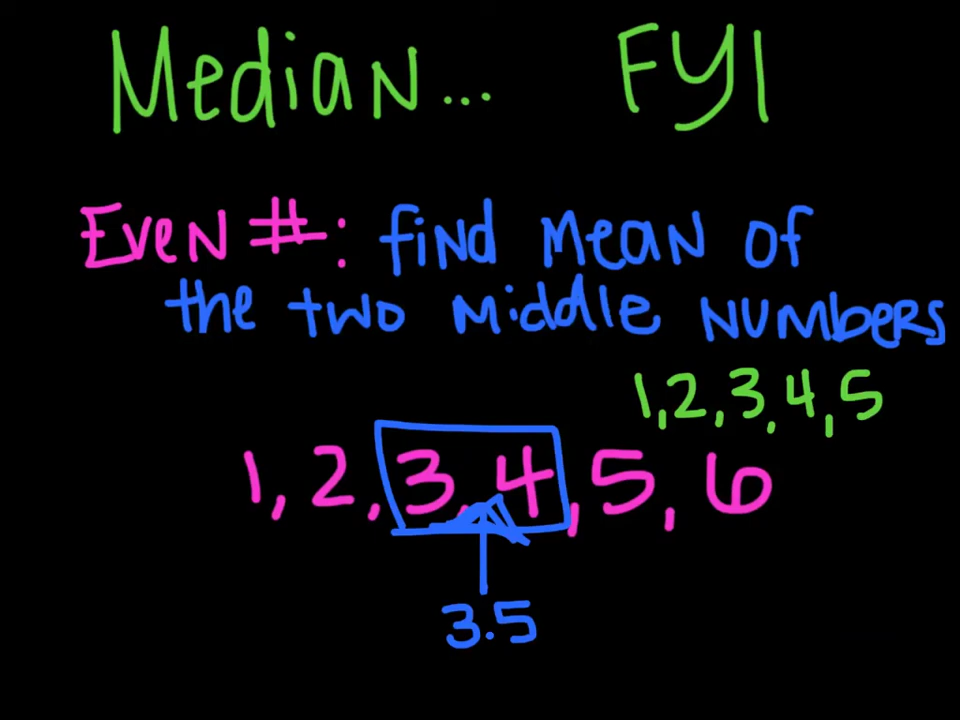 Median... FYI
Even #: find mean of
the two middle numbers
1,2,3,4,5
1, 2, 3, 4, 5, 6
3.5